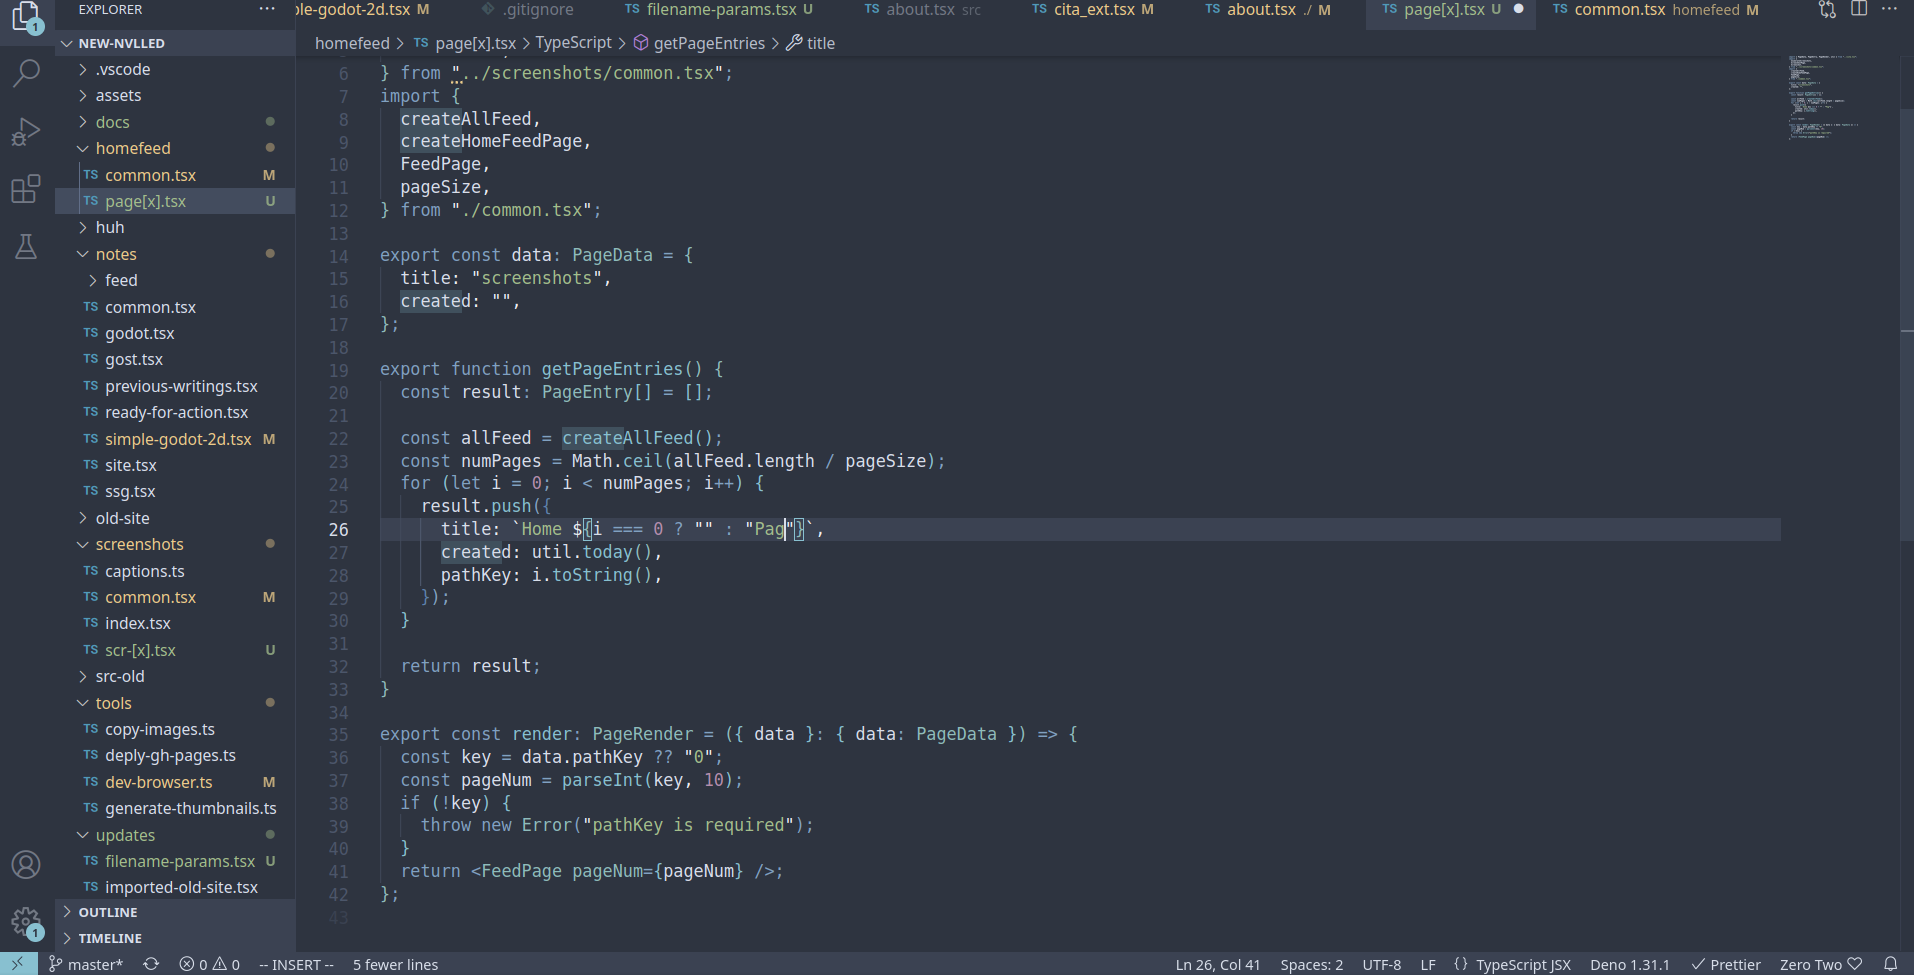 EXPLORER
ple-godot-2d.tsx M
.gitignore
TS filename-params.tsx U
TS about.tsx src
TS cita_ext.tsx M
TS about.tsx ./ M
TS page[x].tsx U
TS common.tsx homefeed M
NEW-NVLLED
homefeed > TS page[x].tsx > TypeScript > getPageEntries > title
.vscode
assets
docs
homefeed
TS common.tsx M
TS page[x].tsx U
huh
notes
feed
TS common.tsx
TS godot.tsx
TS gost.tsx
TS previous-writings.tsx
TS ready-for-action.tsx
TS simple-godot-2d.tsx M
TS site.tsx
TS ssg.tsx
old-site
screenshots
TS captions.ts
TS common.tsx M
TS index.tsx
TS scr-[x].tsx U
src-old
tools
TS copy-images.ts
TS deply-gh-pages.ts
TS dev-browser.ts M
TS generate-thumbnails.ts
updates
TS filename-params.tsx U
TS imported-old-site.tsx
OUTLINE
TIMELINE
1
1
6 } from "../screenshots/common.tsx";
7 import {
8 createAllFeed,
9 createHomeFeedPage,
10 FeedPage,
11 pageSize,
12 } from "./common.tsx";
13
14 export const data: PageData = {
15 title: "screenshots",
16 created: "",
17 };
18
19 export function getPageEntries() {
20 const result: PageEntry[] = [];
21
22 const allFeed = createAllFeed();
23 const numPages = Math.ceil(allFeed.length / pageSize);
24 for (let i = 0; i < numPages; i++) {
25 result.push({
26 title: `Home ${i === 0 ? "" : "Pag"}`,
27 created: util.today(),
28 pathKey: i.toString(),
29 });
30 }
31
32 return result;
33 }
34
35 export const render: PageRender = ({ data }: { data: PageData }) => {
36 const key = data.pathKey ?? "0";
37 const pageNum = parseInt(key, 10);
38 if (!key) {
39 throw new Error("pathKey is required");
40 }
41 return <FeedPage pageNum={pageNum} />;
42 };
43
master* 0 0 -- INSERT -- 5 fewer lines
Ln 26, Col 41 Spaces: 2 UTF-8 LF {} TypeScript JSX Deno 1.31.1 Prettier Zero Two